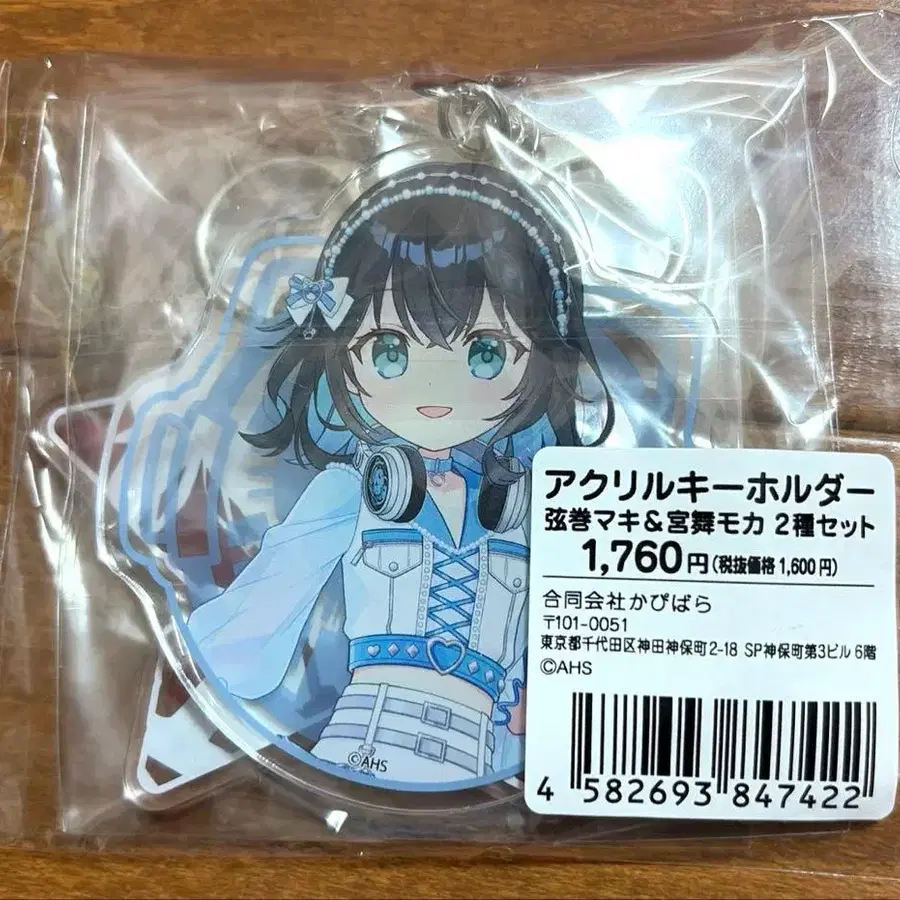 アクリルキーホルダー
弦巻マキ&宮舞モカ 2種セット
1,760円(税抜価格1,600円)
合同会社かぴばら
〒101-0051
東京都千代田区神田神保町2-18 SP神保町第3ビル 6階
©AHS
4 582693 847422
©AHS